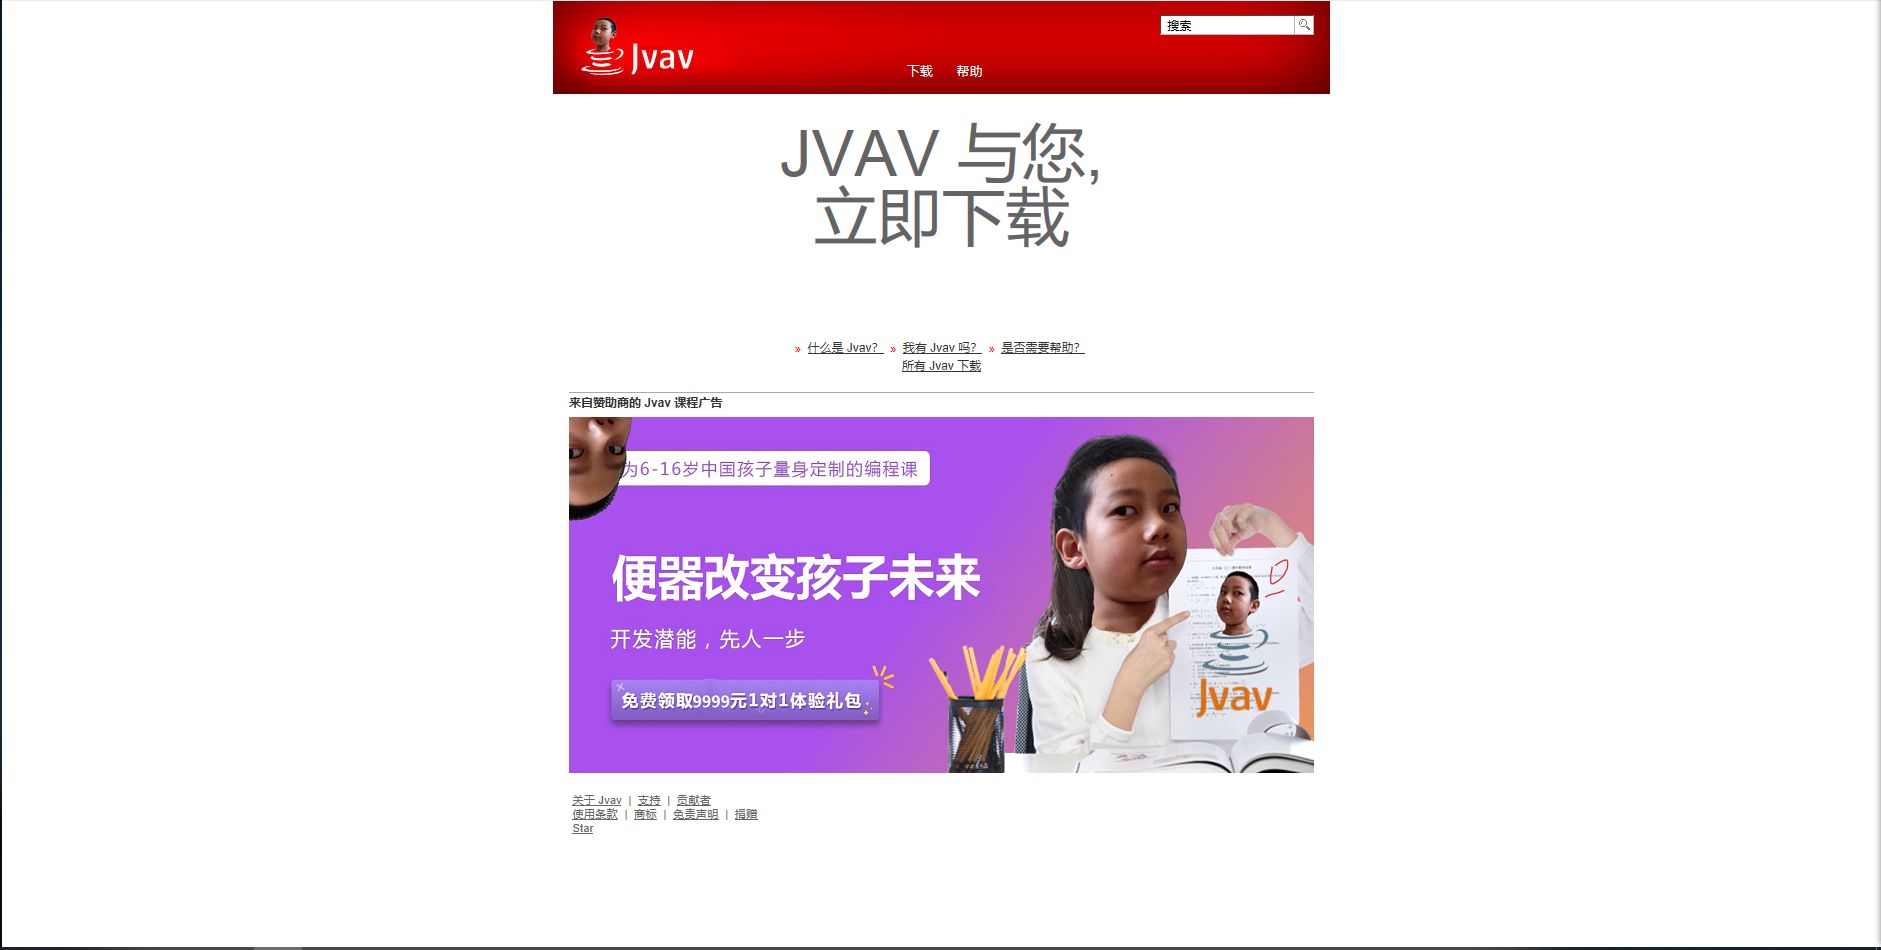 Jvav
搜索
下载 帮助
JVAV 与您,
立即下载
» 什么是 Jvav? » 我有 Jvav 吗? » 是否需要帮助?
所有 Jvav 下载
来自赞助商的 Jvav 课程广告
为6-16岁中国孩子量身定制的编程课
便器改变孩子未来
开发潜能，先人一步
免费领取9999元1对1体验礼包
Jvav
关于 Jvav | 支持 | 贡献者
使用条款 | 商标 | 免责声明 | 捐赠
Star